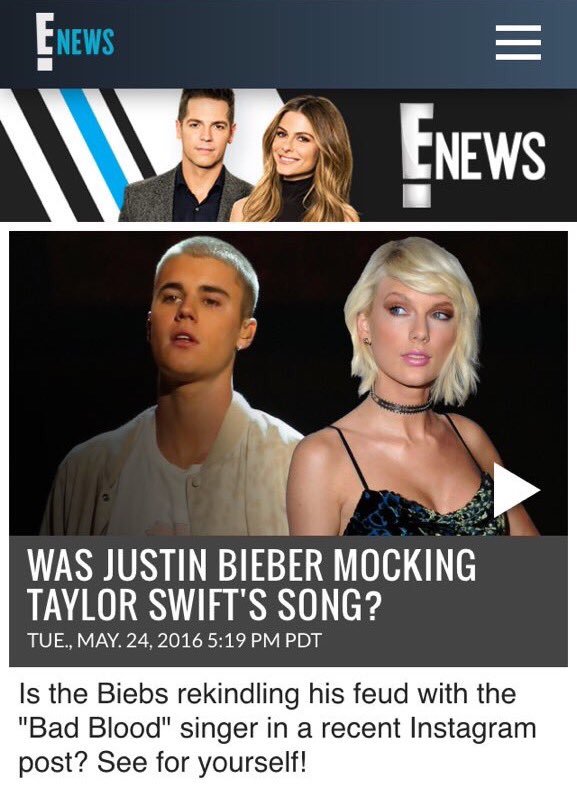 E! NEWS
E! NEWS
WAS JUSTIN BIEBER MOCKING
TAYLOR SWIFT'S SONG?
TUE., MAY. 24, 2016 5:19 PM PDT
Is the Biebs rekindling his feud with the
"Bad Blood" singer in a recent Instagram
post? See for yourself!